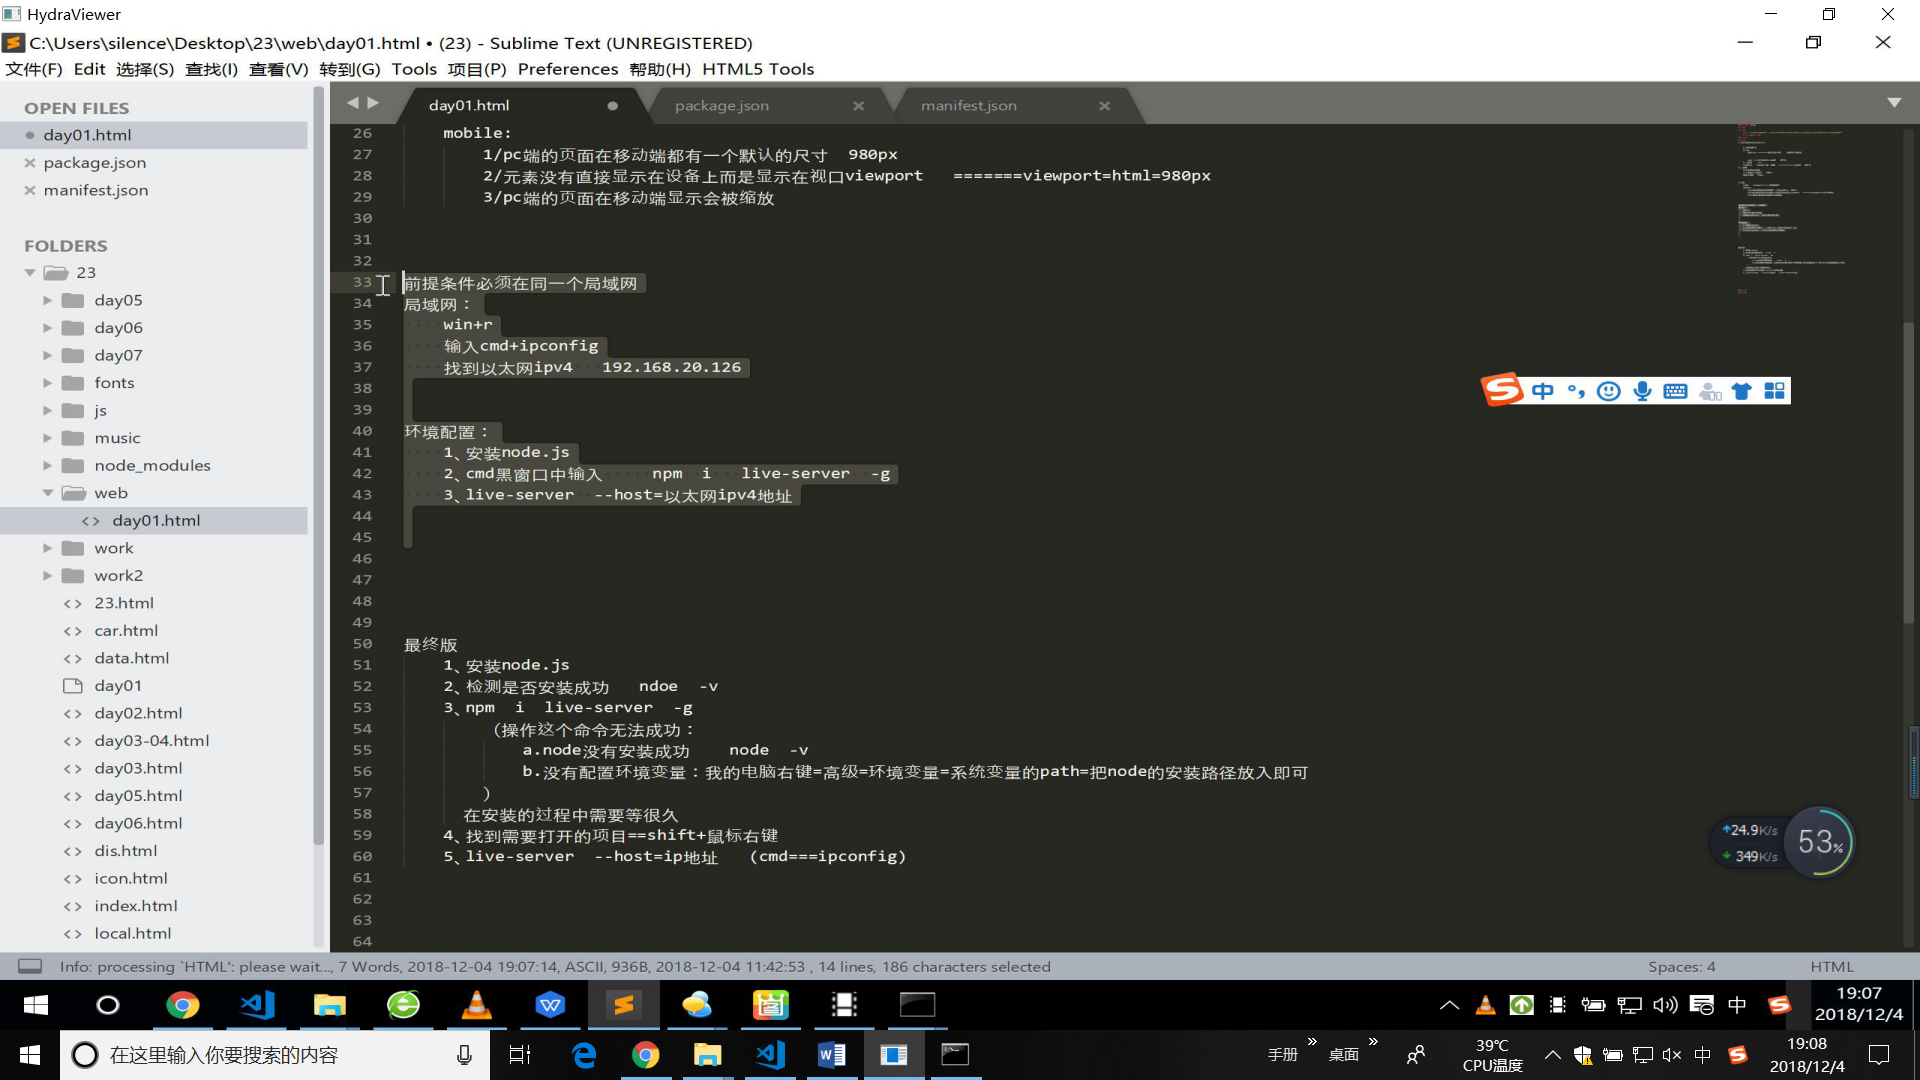 HydraViewer
C:\Users\silence\Desktop\23\web\day01.html • (23) - Sublime Text (UNREGISTERED)
文件(F) Edit 选择(S) 查找(I) 查看(V) 转到(G) Tools 项目(P) Preferences 帮助(H) HTML5 Tools
OPEN FILES
day01.html
package.json
manifest.json
FOLDERS
23
day05
day06
day07
fonts
js
music
node_modules
web
day01.html
work
work2
23.html
car.html
data.html
day01
day02.html
day03-04.html
day03.html
day05.html
day06.html
dis.html
icon.html
index.html
local.html
day01.html
package.json
manifest.json
26 mobile:
27 1/pc端的页面在移动端都有一个默认的尺寸 980px
28 2/元素没有直接显示在设备上而是显示在视口viewport =======viewport=html=980px
29 3/pc端的页面在移动端显示会被缩放
30
31
32
33 前提条件必须在同一个局域网
34 局域网：
35 win+r
36 输入cmd+ipconfig
37 找到以太网ipv4 192.168.20.126
38
39
40 环境配置：
41 1、安装node.js
42 2、cmd黑窗口中输入 npm i live-server -g
43 3、live-server --host=以太网ipv4地址
44
45
46
47
48
49
50 最终版
51 1、安装node.js
52 2、检测是否安装成功 ndoe -v
53 3、npm i live-server -g
54 （操作这个命令无法成功：
55 a.node没有安装成功 node -v
56 b.没有配置环境变量：我的电脑右键=高级=环境变量=系统变量的path=把node的安装路径放入即可
57 ）
58 在安装的过程中需要等很久
59 4、找到需要打开的项目==shift+鼠标右键
60 5、live-server --host=ip地址 (cmd===ipconfig)
61
62
63
64
中
24.9K/s
349K/s
53%
Info: processing `HTML': please wait..., 7 Words, 2018-12-04 19:07:14, ASCII, 936B, 2018-12-04 11:42:53 , 14 lines, 186 characters selected
Spaces: 4
HTML
中
19:07
2018/12/4
在这里输入你要搜索的内容
手册
桌面
39℃
CPU温度
中
19:08
2018/12/4